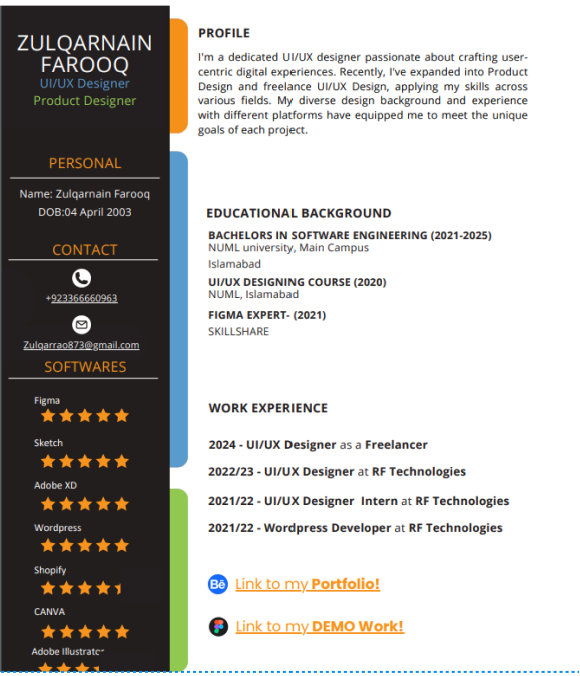 ZULQARNAIN
FAROOQ
UI/UX Designer
Product Designer
PERSONAL
Name: Zulqarnain Farooq
DOB:04 April 2003
CONTACT
+923366660963
Zulqarrao873@gmail.com
SOFTWARES
Figma
Sketch
Adobe XD
Wordpress
Shopify
CANVA
Adobe Illustrator
PROFILE
I'm a dedicated UI/UX designer passionate about crafting user-
centric digital experiences. Recently, I've expanded into Product
Design and freelance UI/UX Design, applying my skills across
various fields. My diverse design background and experience
with different platforms have equipped me to meet the unique
goals of each project.
EDUCATIONAL BACKGROUND
BACHELORS IN SOFTWARE ENGINEERING (2021-2025)
NUML university, Main Campus
Islamabad
UI/UX DESIGNING COURSE (2020)
NUML, Islamabad
FIGMA EXPERT- (2021)
SKILLSHARE
WORK EXPERIENCE
2024 - UI/UX Designer as a Freelancer
2022/23 - UI/UX Designer at RF Technologies
2021/22 - UI/UX Designer Intern at RF Technologies
2021/22 - Wordpress Developer at RF Technologies
Bē Link to my Portfolio!
Link to my DEMO Work!